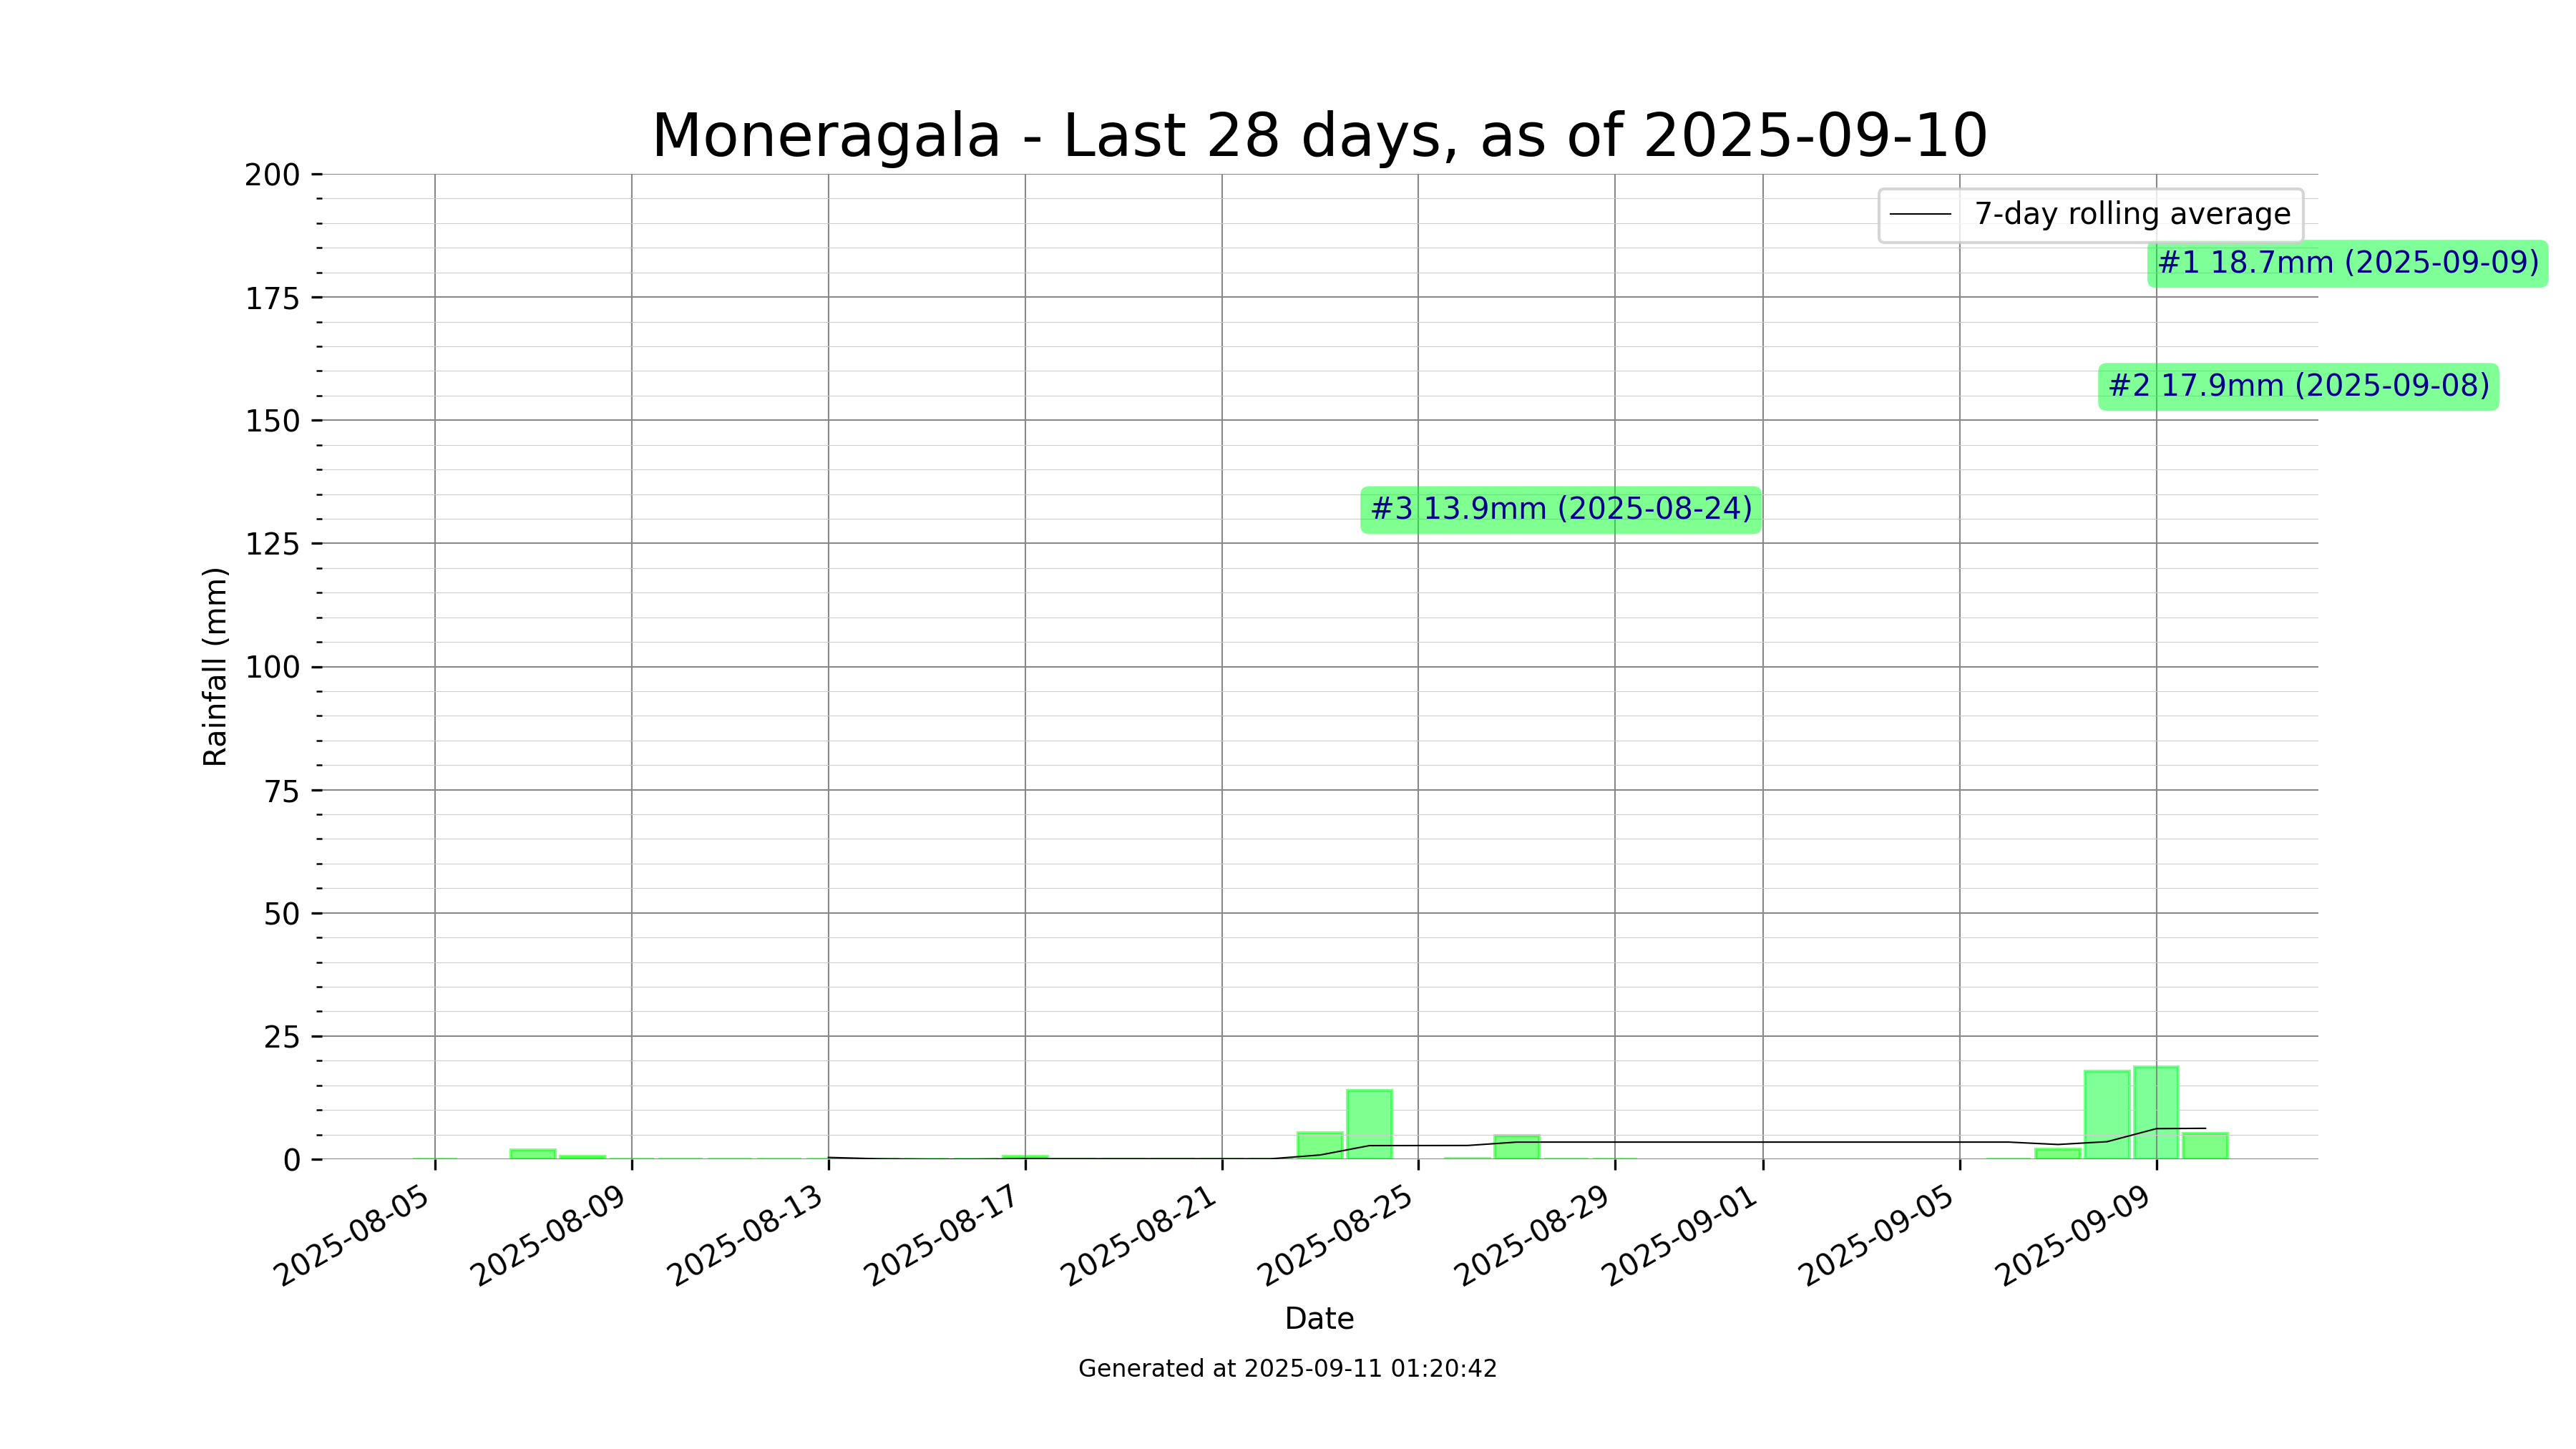 Moneragala - Last 28 days, as of 2025-09-10
7-day rolling average
#1 18.7mm (2025-09-09)
#2 17.9mm (2025-09-08)
#3 13.9mm (2025-08-24)
Rainfall (mm)
200
175
150
125
100
75
50
25
0
2025-08-05
2025-08-09
2025-08-13
2025-08-17
2025-08-21
2025-08-25
2025-08-29
2025-09-01
2025-09-05
2025-09-09
Date
Generated at 2025-09-11 01:20:42